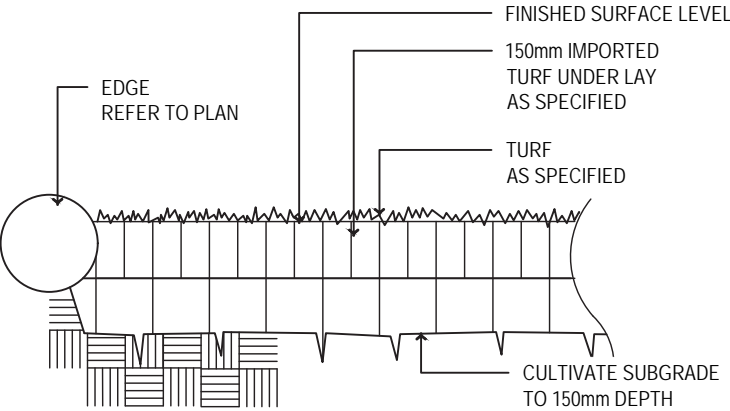 FINISHED SURFACE LEVEL
150mm IMPORTED
TURF UNDER LAY
AS SPECIFIED
EDGE
REFER TO PLAN
TURF
AS SPECIFIED
CULTIVATE SUBGRADE
TO 150mm DEPTH